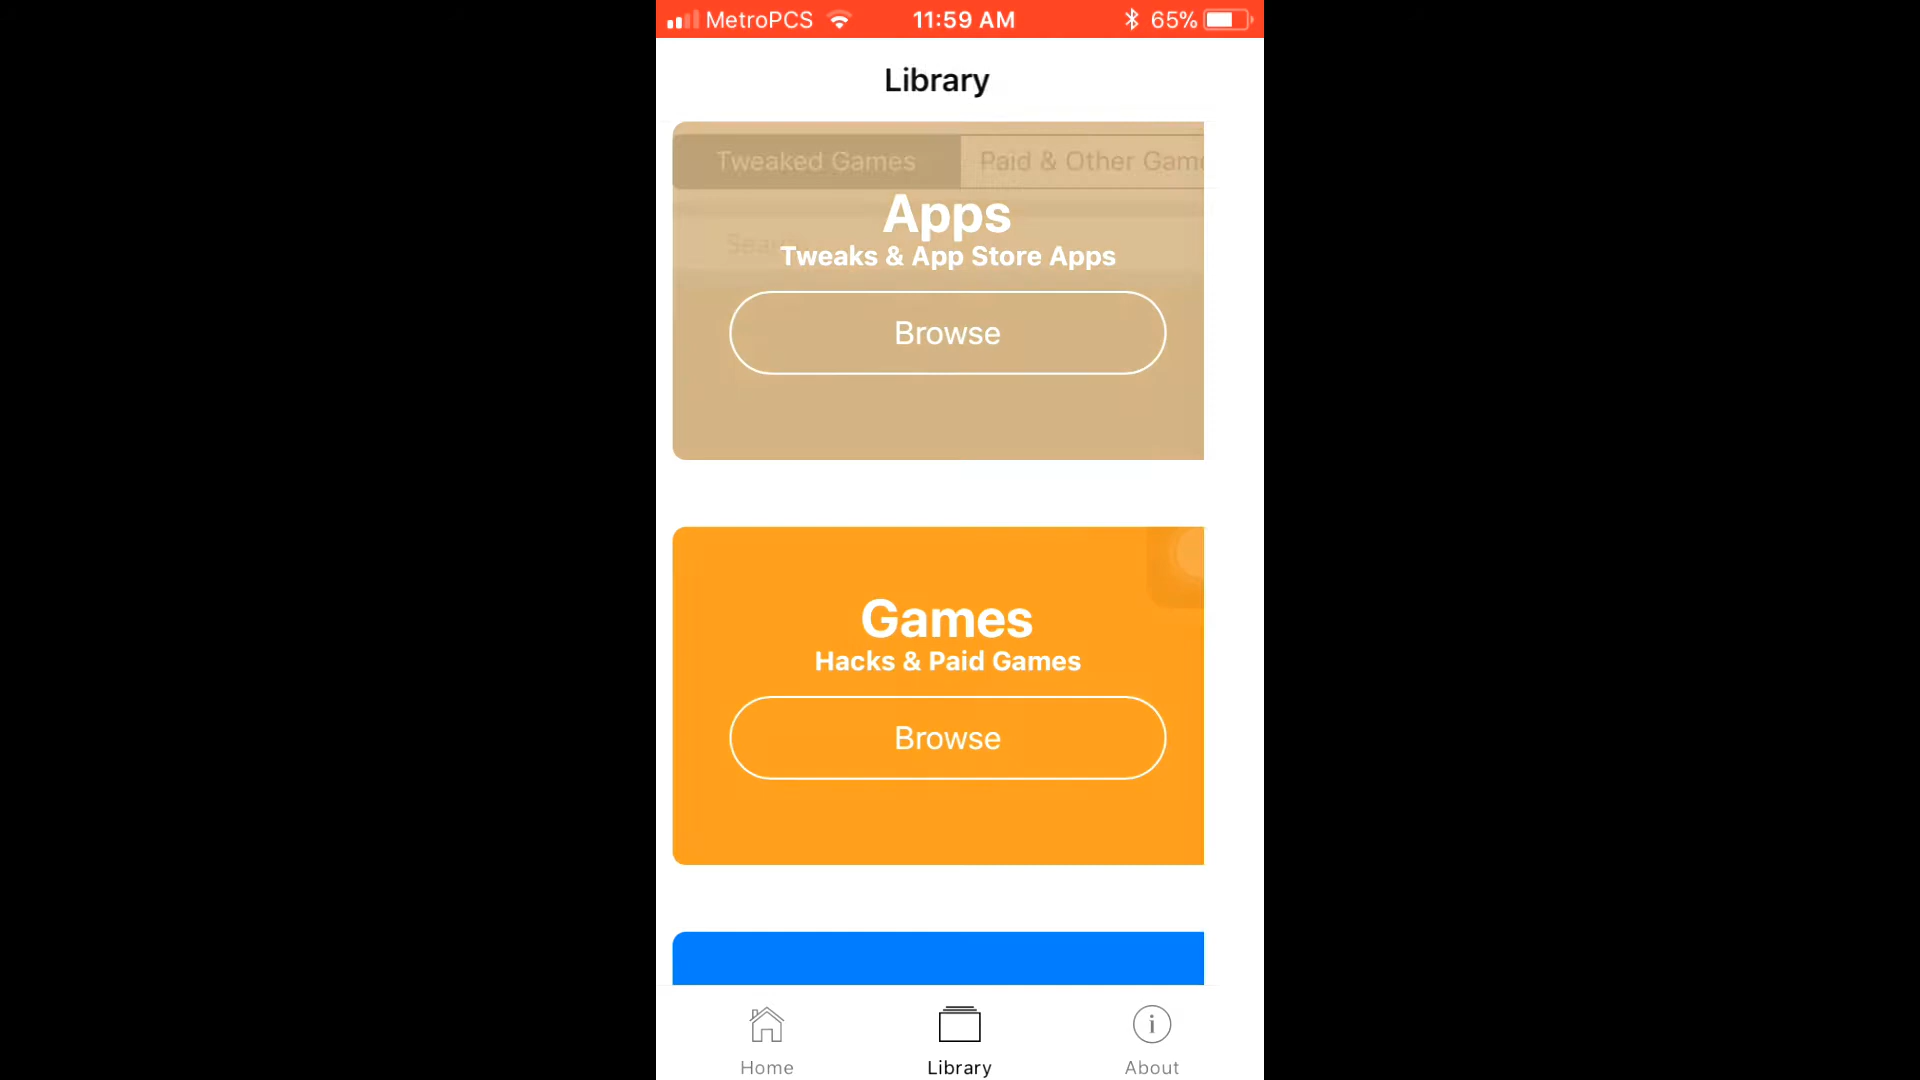 MetroPCS 11:59 AM 65%
Library
Tweaked Games Paid & Other Game
Apps
Tweaks & App Store Apps
Browse
Games
Hacks & Paid Games
Browse
Home Library About